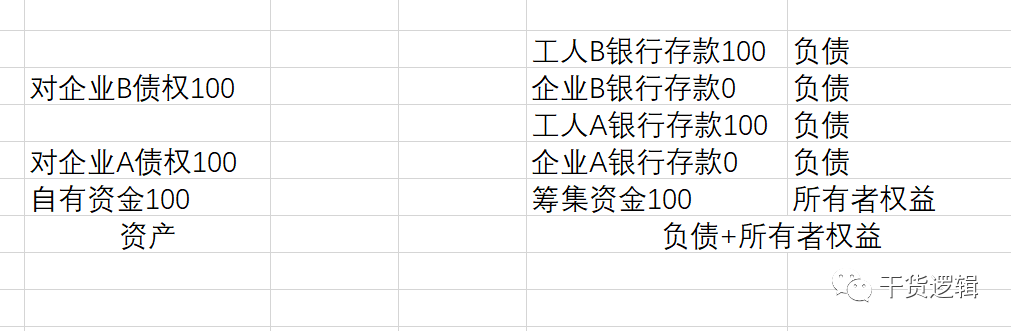 工人B银行存款100 负债
对企业B债权100 企业B银行存款0 负债
工人A银行存款100 负债
对企业A债权100 企业A银行存款0 负债
自有资金100 筹集资金100 所有者权益
资产 负债+所有者权益
干货逻辑